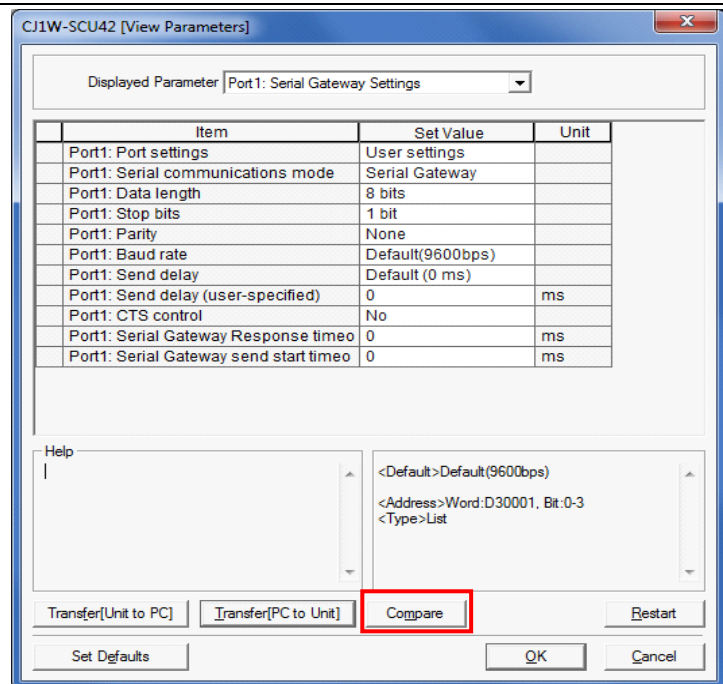 CJ1W-SCU42 [View Parameters]
Displayed Parameter Port1: Serial Gateway Settings
Item Set Value Unit
Port1: Port settings User settings
Port1: Serial communications mode Serial Gateway
Port1: Data length 8 bits
Port1: Stop bits 1 bit
Port1: Parity None
Port1: Baud rate Default(9600bps)
Port1: Send delay Default (0 ms)
Port1: Send delay (user-specified) 0 ms
Port1: CTS control No
Port1: Serial Gateway Response timeo 0 ms
Port1: Serial Gateway send start timeo 0 ms
Help
<Default>Default(9600bps)
<Address>Word:D30001, Bit:0-3
<Type>List
Transfer[Unit to PC] Transfer[PC to Unit] Compare Restart
Set Defaults OK Cancel